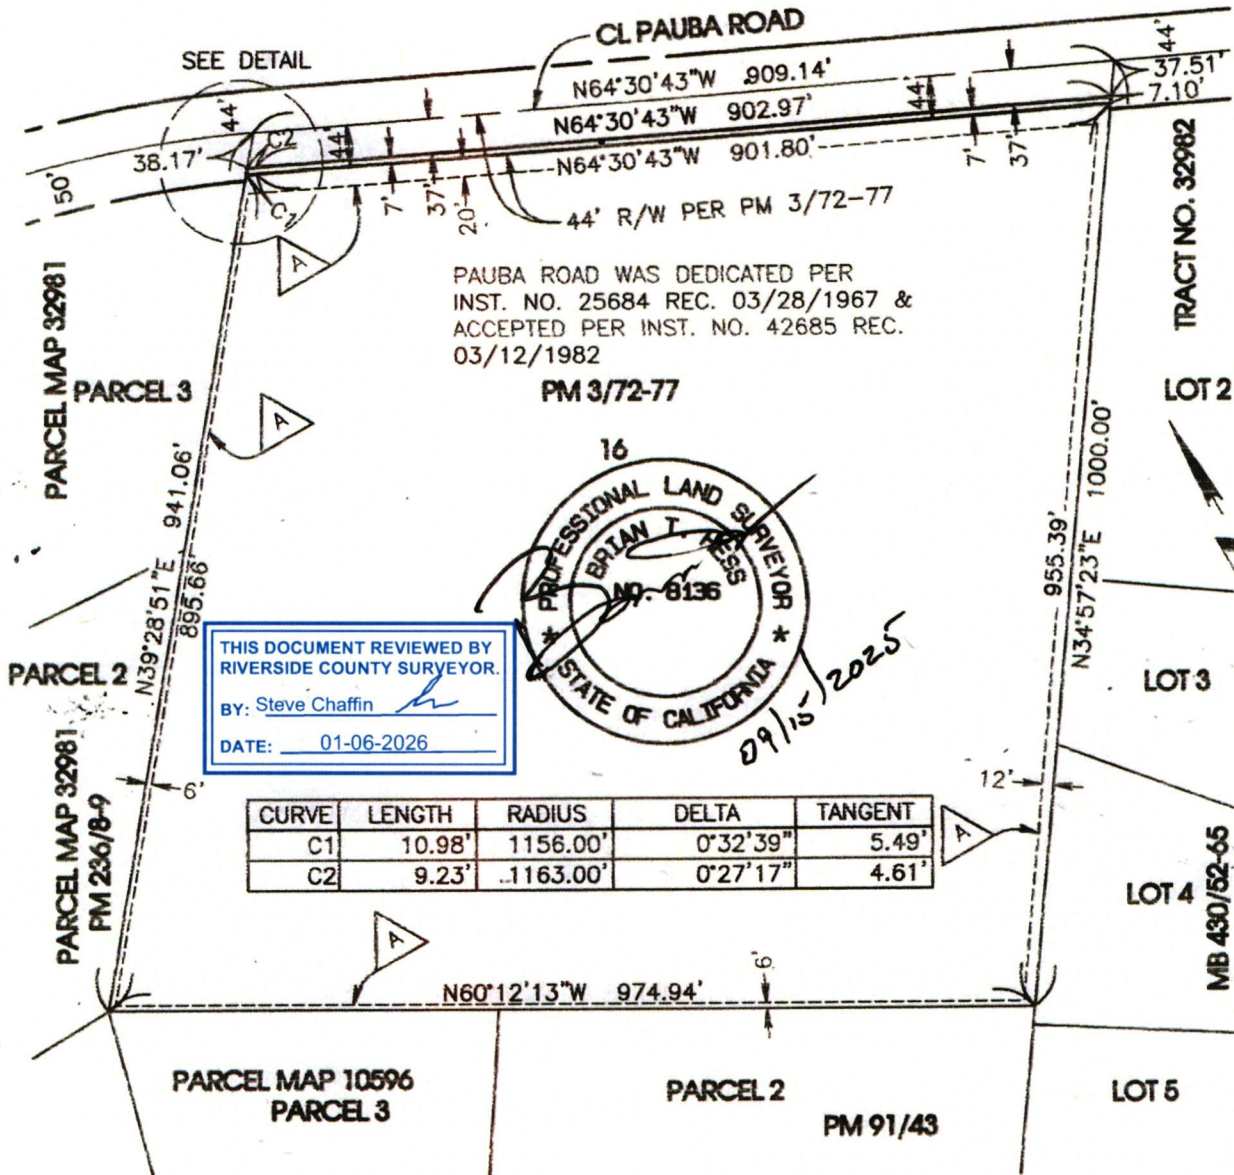 CL PAUBA ROAD
SEE DETAIL
N64°30'43"W 909.14'
N64°30'43"W 902.97'
N64°30'43"W 901.80'
44'
37.51'
7.10'
44'
44'
44'
C2
38.17'
50'
C1
7'
37'
20'
7'
37'
44' R/W PER PM 3/72-77
A
PAUBA ROAD WAS DEDICATED PER
INST. NO. 25684 REC. 03/28/1967 &
ACCEPTED PER INST. NO. 42685 REC.
03/12/1982
PM 3/72-77
TRACT NO. 32982
PARCEL MAP 32981
PARCEL 3
A
LOT 2
16
PROFESSIONAL LAND SURVEYOR
BRIAN T. HESS
NO. 8136
* STATE OF CALIFORNIA *
09/15/2025
N39°28'51"E 941.06'
895.66'
955.39'
N34°57'23"E 1000.00'
PARCEL 2
LOT 3
THIS DOCUMENT REVIEWED BY
RIVERSIDE COUNTY SURVEYOR.
BY: Steve Chaffin
DATE: 01-06-2026
6'
12'
PARCEL MAP 32981
PM 236/8-9
CURVE LENGTH RADIUS DELTA TANGENT
C1 10.98' 1156.00' 0°32'39" 5.49'
C2 9.23' 1163.00' 0°27'17" 4.61'
A
LOT 4
MB 430/52-65
A
N60°12'13"W 974.94'
6'
PARCEL MAP 10596
PARCEL 3
PARCEL 2
PM 91/43
LOT 5